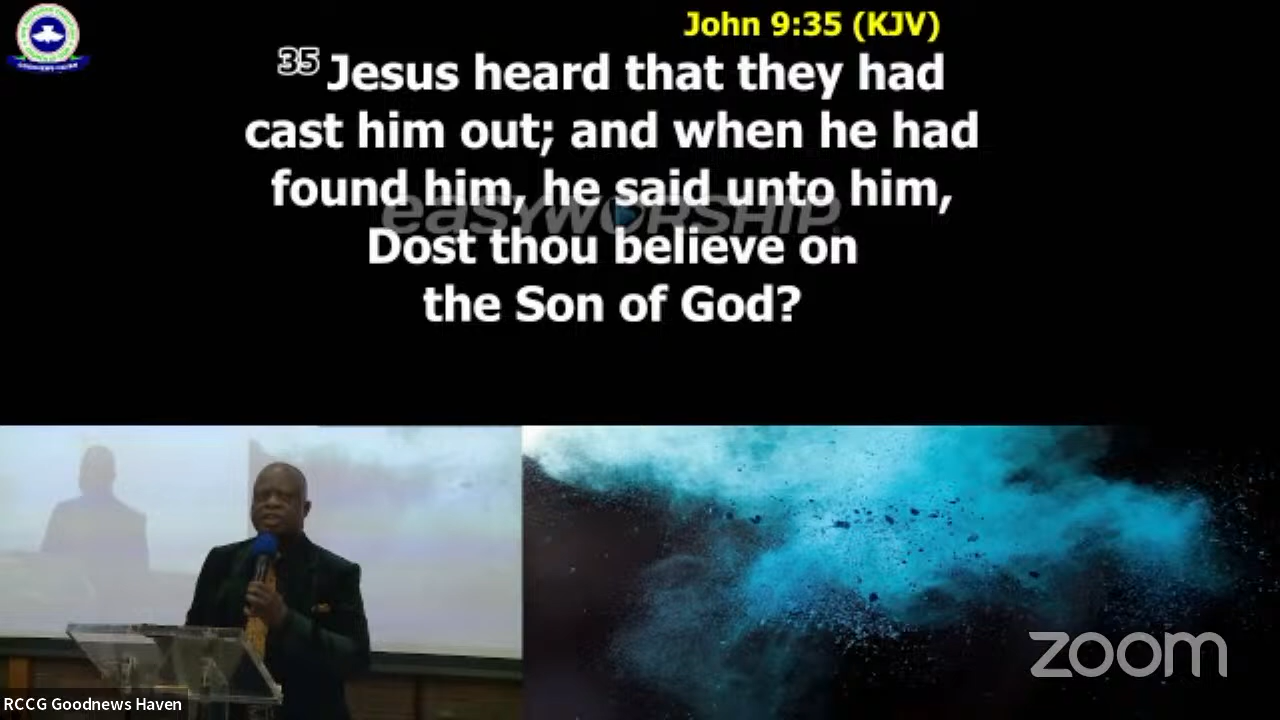 John 9:35 (KJV)
35 Jesus heard that they had
cast him out; and when he had
found him, he said unto him,
easyworship
Dost thou believe on
the Son of God?
zoom
RCCG Goodnews Haven